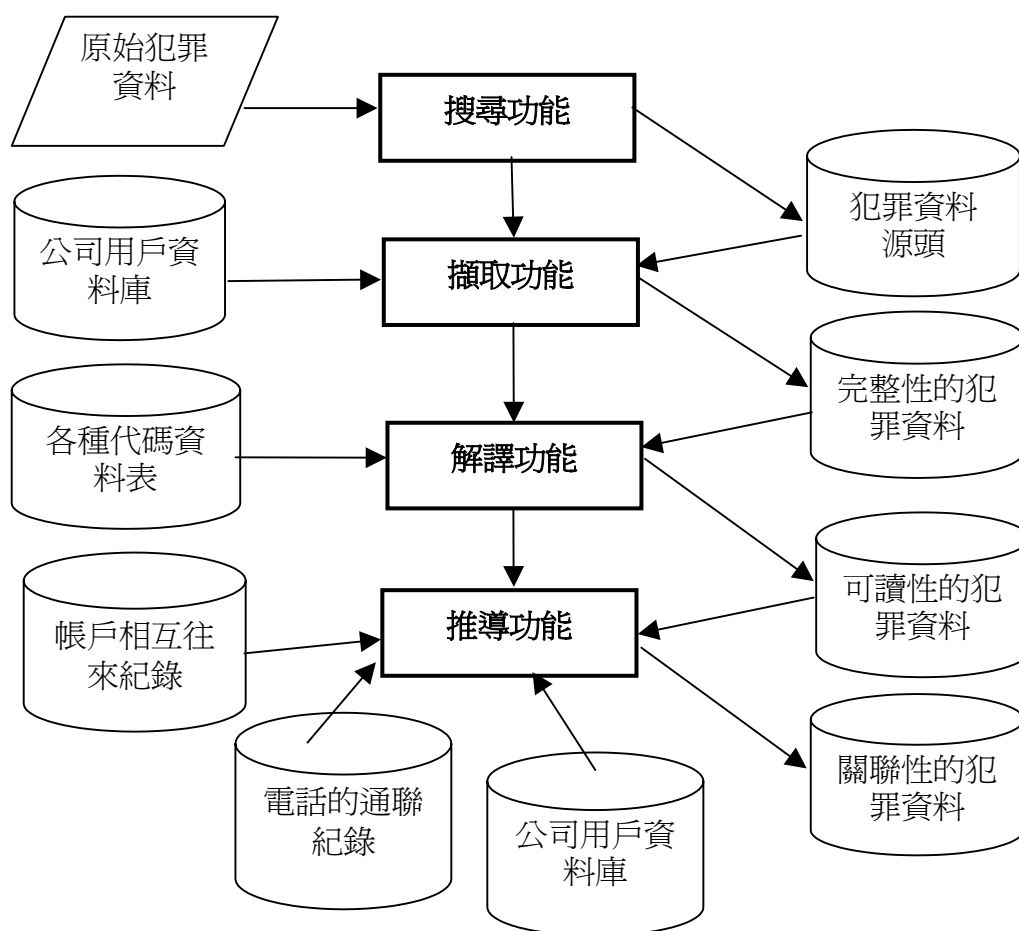 原始犯罪
資料
搜尋功能
犯罪資料
源頭
公司用戶資
料庫
擷取功能
完整性的犯
罪資料
各種代碼資
料表
解譯功能
可讀性的犯
罪資料
帳戶相互往
來紀錄
推導功能
關聯性的犯
罪資料
電話的通聯
紀錄
公司用戶資
料庫